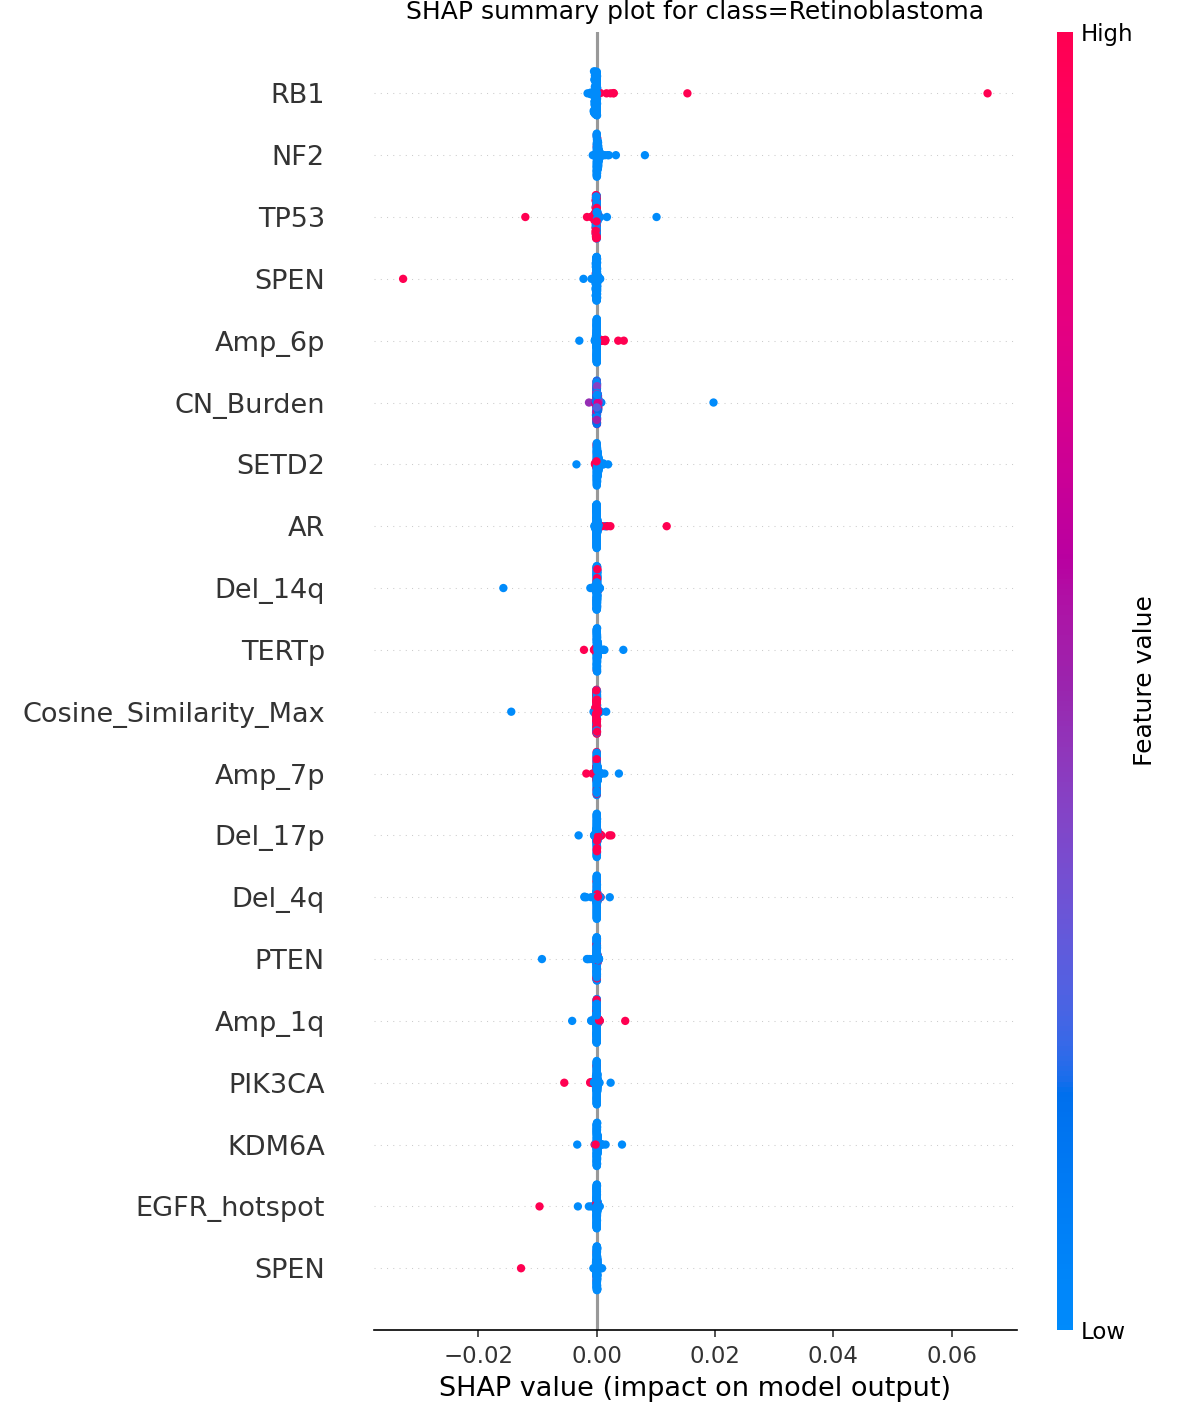 SHAP summary plot for class=Retinoblastoma
High
RB1
NF2
TP53
SPEN
Amp_6p
CN_Burden
SETD2
AR
Del_14q
TERTp
Cosine_Similarity_Max
Amp_7p
Del_17p
Del_4q
PTEN
Amp_1q
PIK3CA
KDM6A
EGFR_hotspot
SPEN
Feature value
Low
−0.02 0.00 0.02 0.04 0.06
SHAP value (impact on model output)